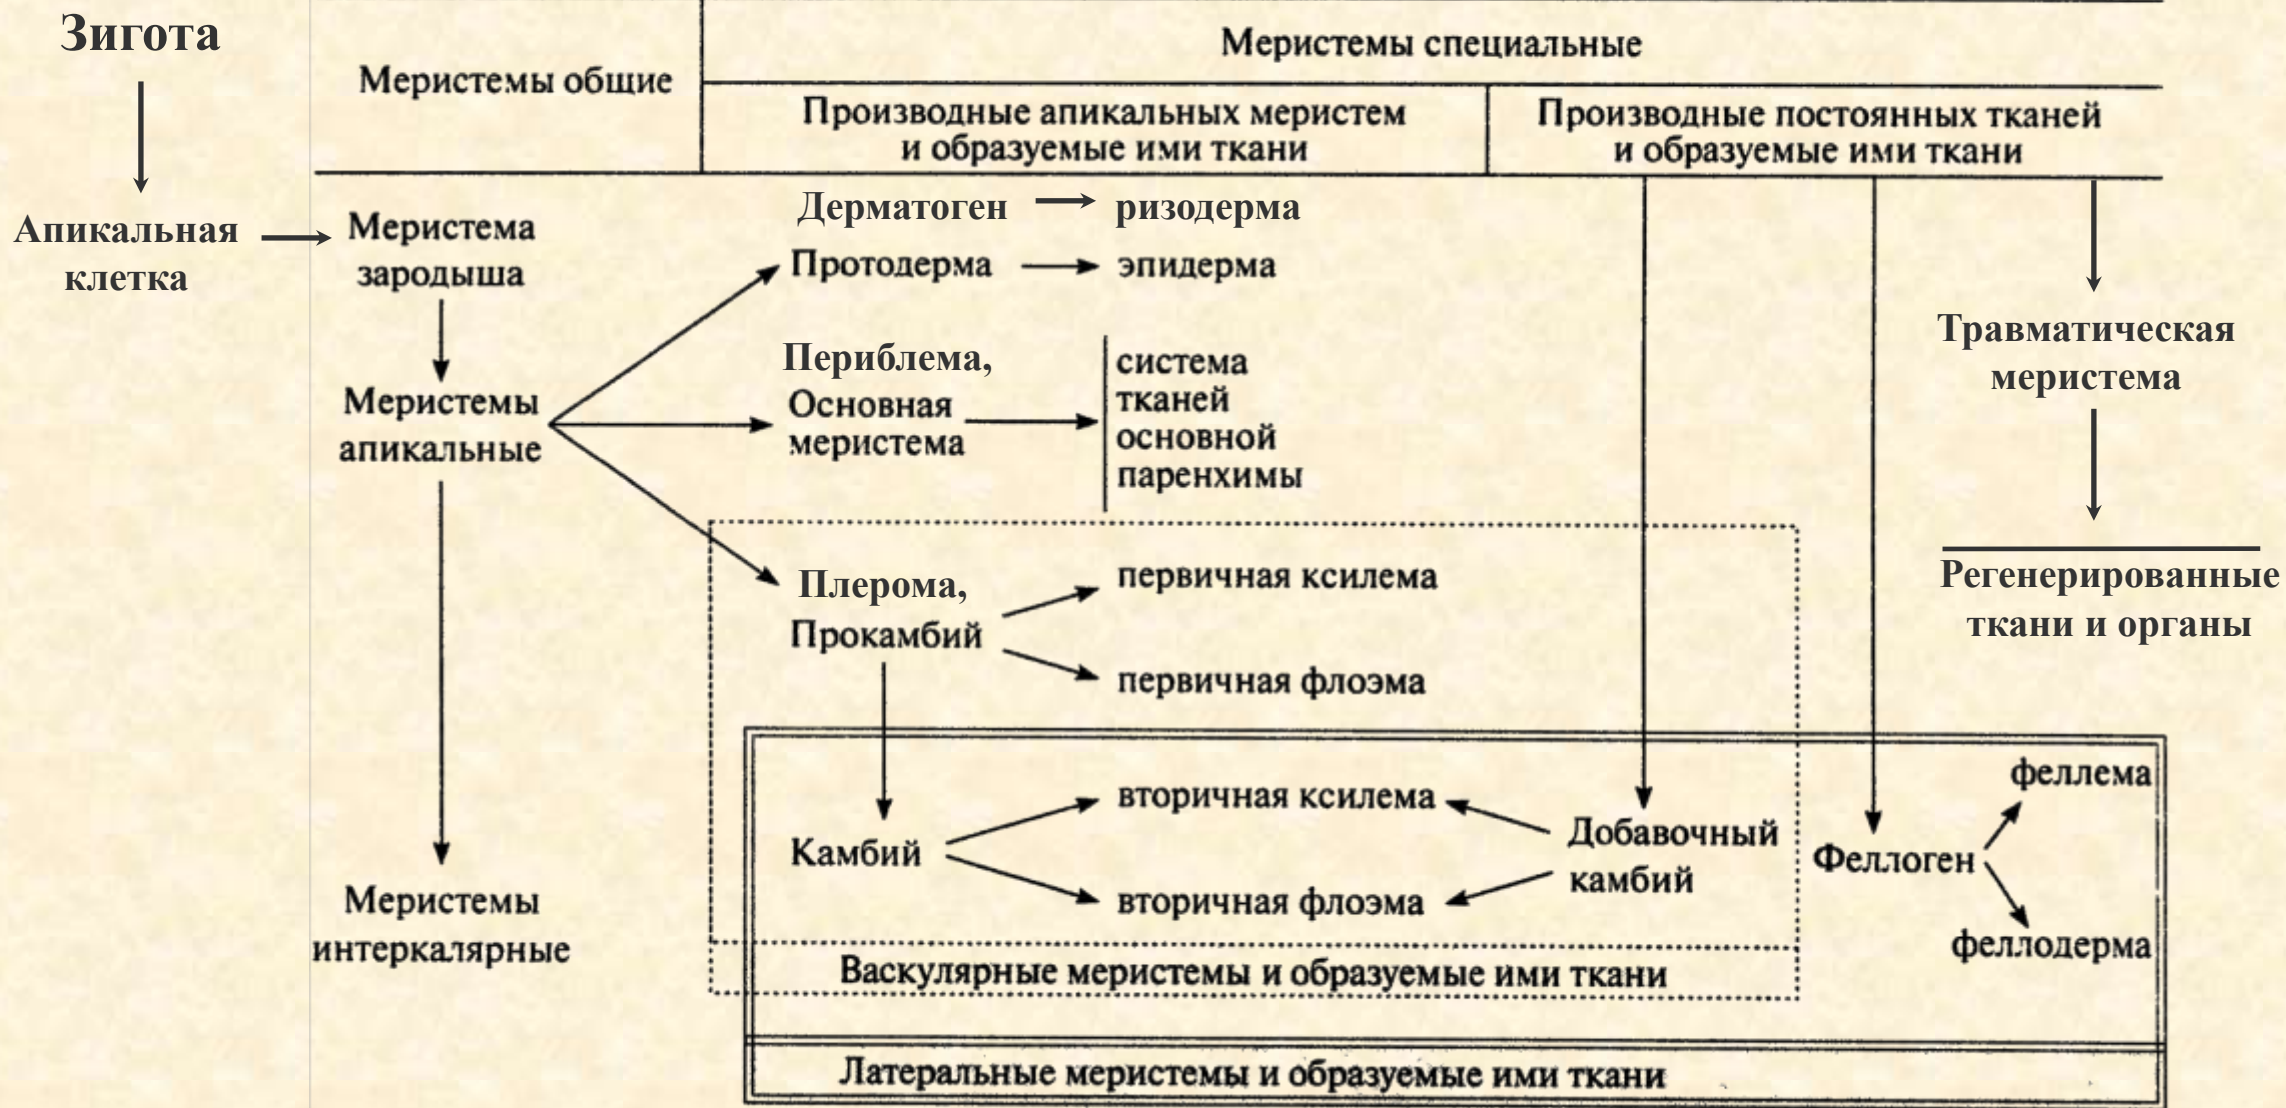 Зигота
Апикальная
клетка
Меристемы общие
Меристемы специальные
Производные апикальных меристем
и образуемые ими ткани
Производные постоянных тканей
и образуемые ими ткани
Меристема
зародыша
Меристемы
апикальные
Меристемы
интеркалярные
Дерматоген
ризодерма
Протодерма
эпидерма
Периблема,
Основная
меристема
система
тканей
основной
паренхимы
Плерома,
Прокамбий
первичная ксилема
первичная флоэма
Камбий
вторичная ксилема
вторичная флоэма
Добавочный
камбий
Феллоген
феллема
феллодерма
Травматическая
меристема
Регенерированные
ткани и органы
Васкулярные меристемы и образуемые ими ткани
Латеральные меристемы и образуемые ими ткани